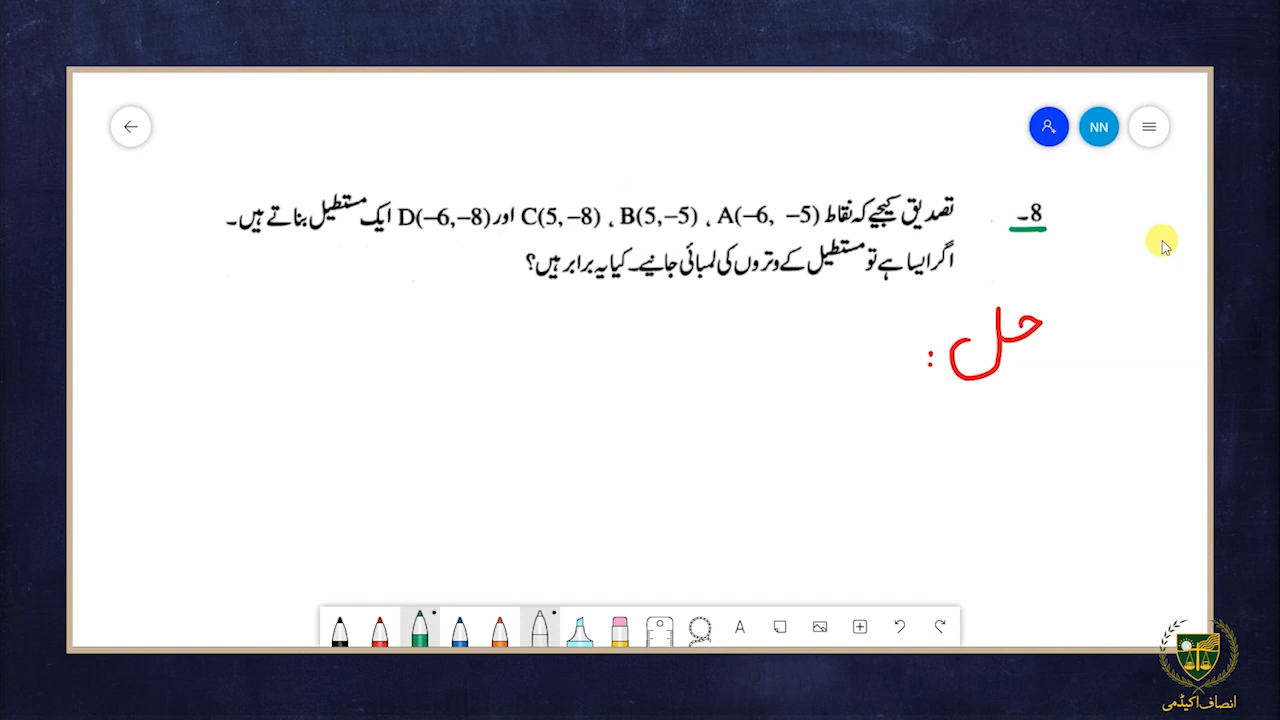 NN
8۔ تصدیق کیجیے کہ نقاط A(−6, −5) ، B(5,−5) ، C(5, −8) اور D(−6,−8) ایک مستطیل بناتے ہیں۔
اگر ایسا ہے تو مستطیل کے وتروں کی لمبائی جانیے۔ کیا یہ برابر ہیں؟
حل :
A
انصاف اکیڈمی